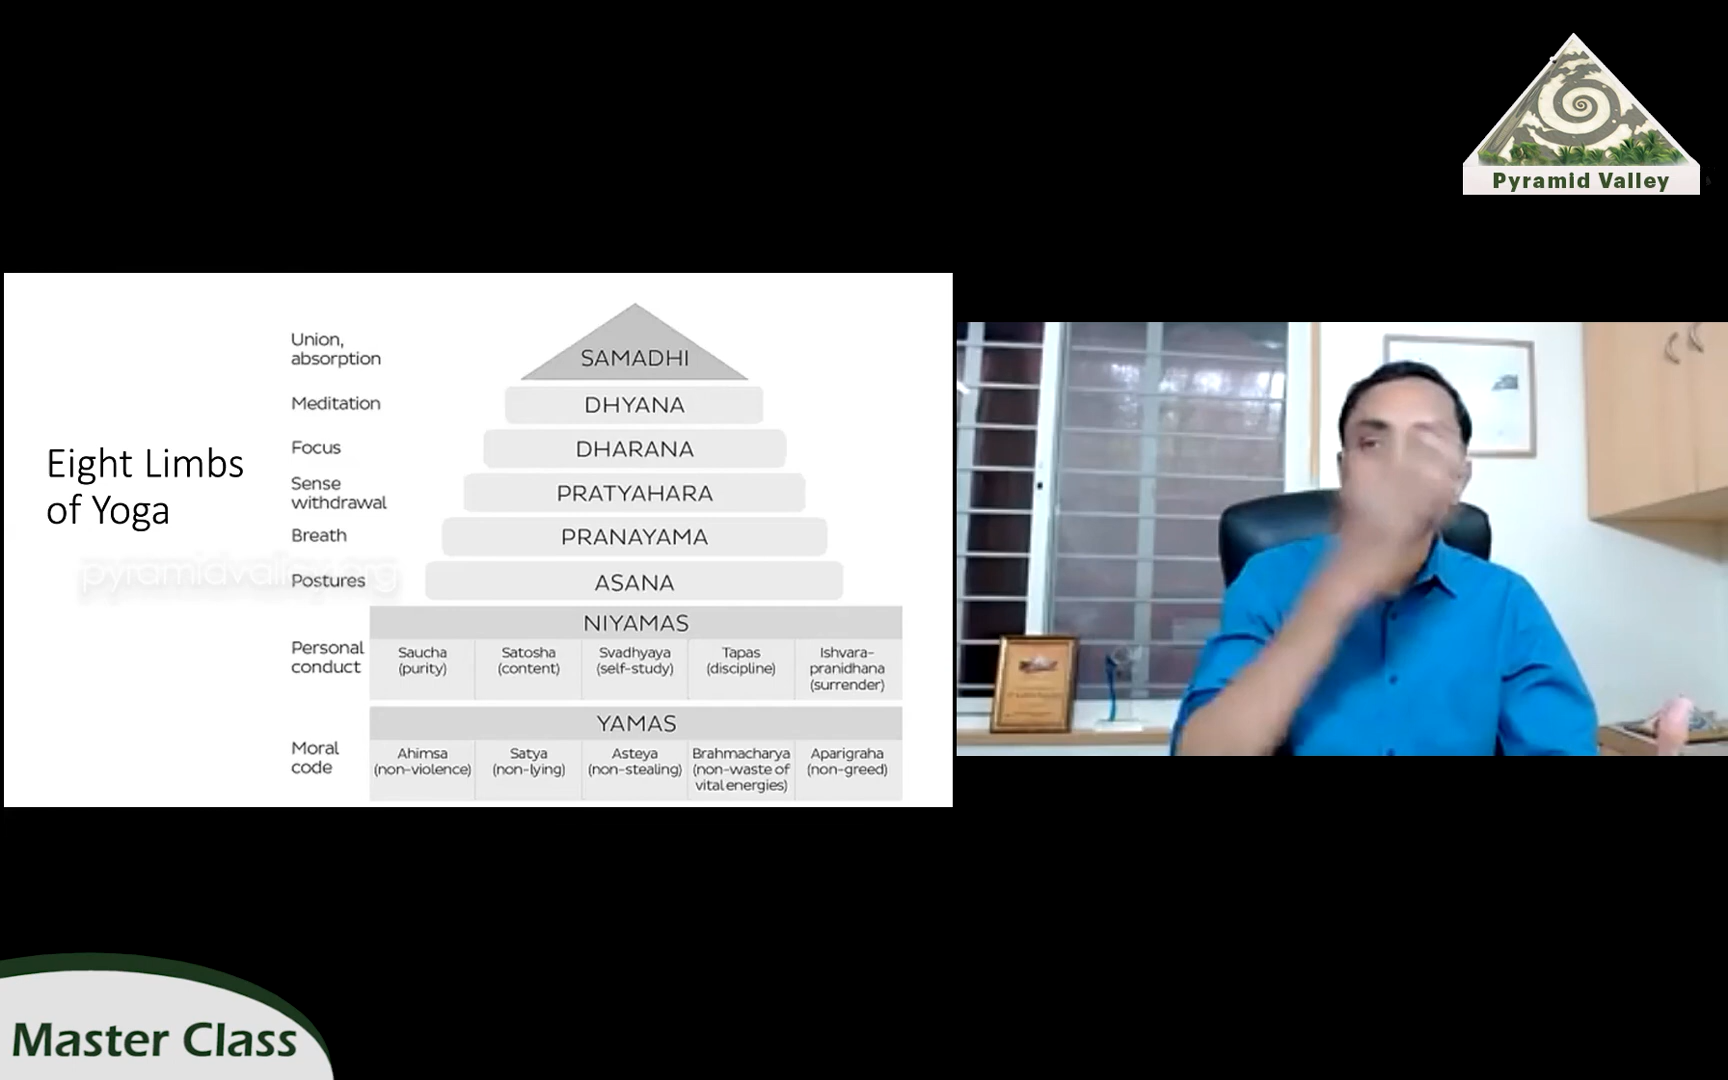 Pyramid Valley
Eight Limbs
of Yoga
Union,
absorption
SAMADHI
Meditation
DHYANA
Focus
DHARANA
Sense
withdrawal
PRATYAHARA
Breath
PRANAYAMA
Postures
ASANA
pyramidvalley.org
NIYAMAS
Personal
conduct
Saucha
(purity)
Satosha
(content)
Svadhyaya
(self-study)
Tapas
(discipline)
Ishvara-
pranidhana
(surrender)
YAMAS
Moral
code
Ahimsa
(non-violence)
Satya
(non-lying)
Asteya
(non-stealing)
Brahmacharya
(non-waste of
vital energies)
Aparigraha
(non-greed)
Master Class